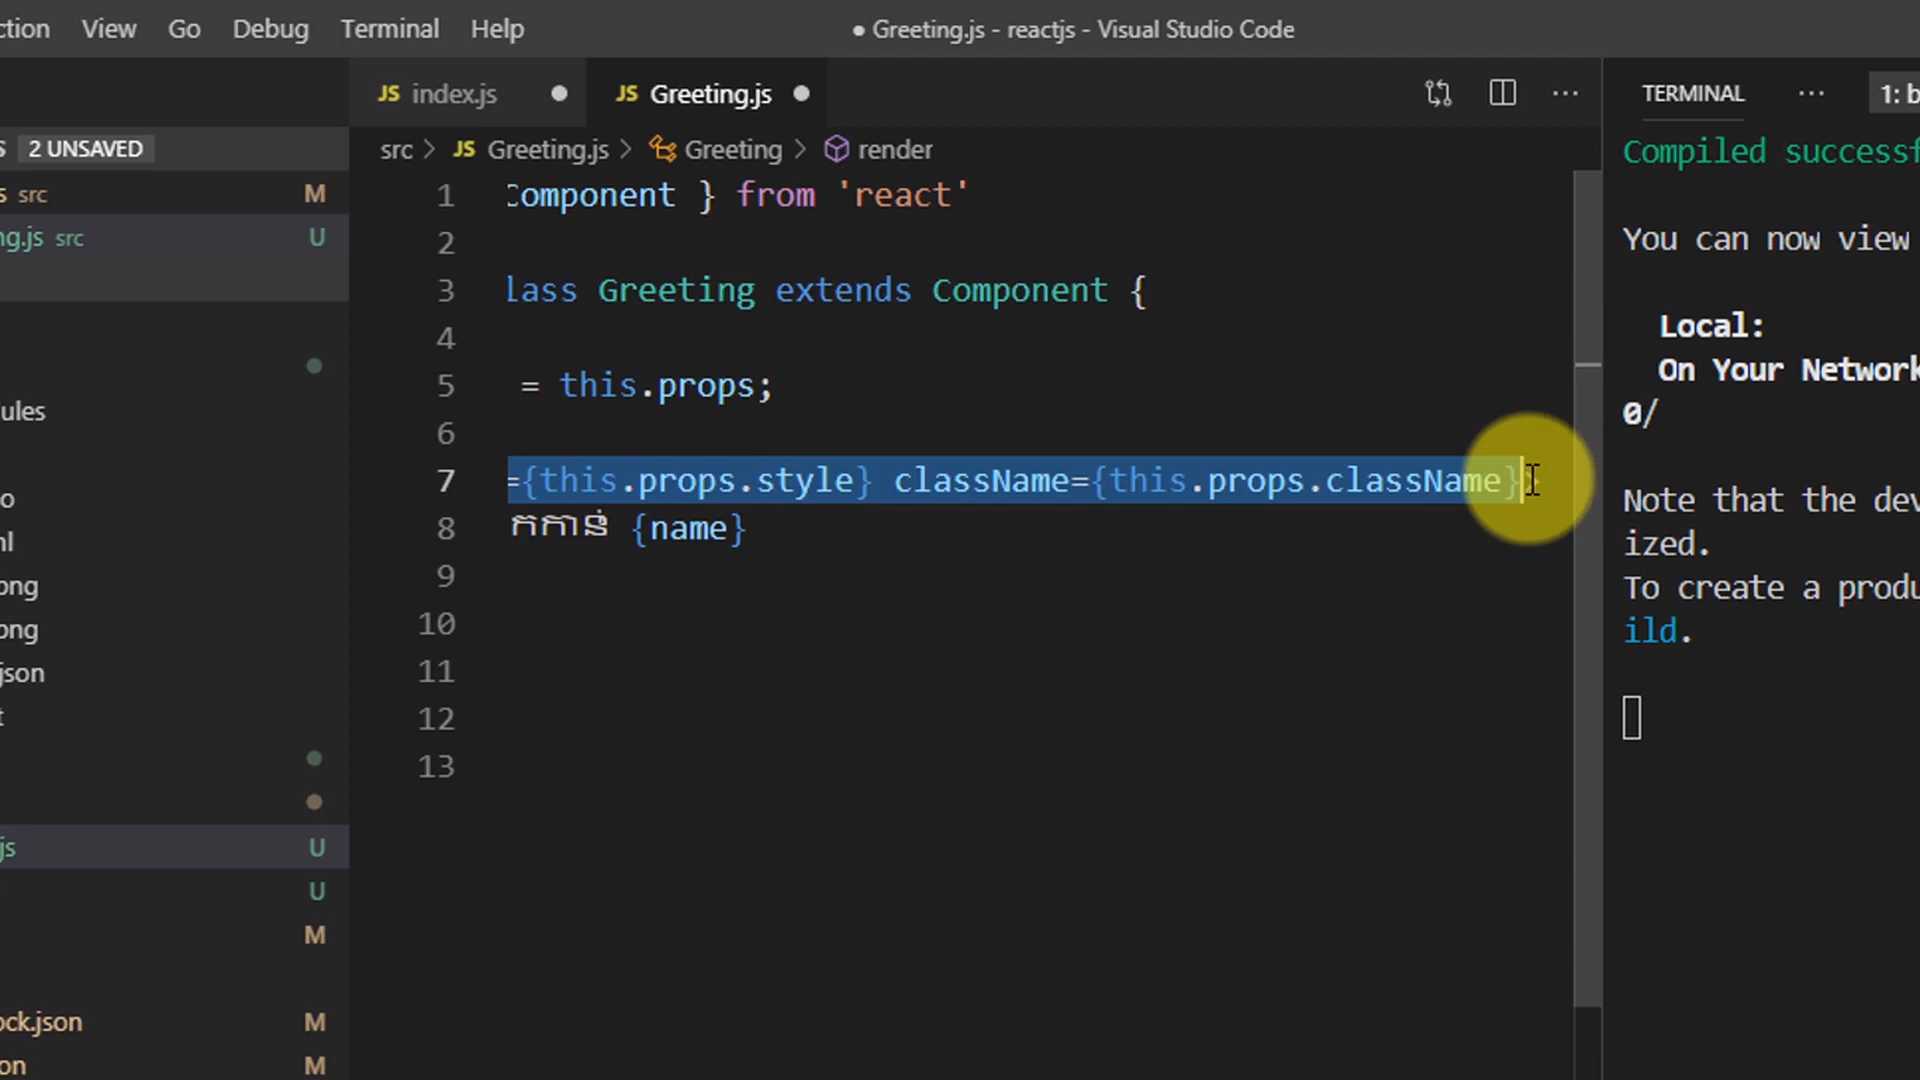 ction View Go Debug Terminal Help ● Greeting.js - reactjs - Visual Studio Code
JS index.js ● JS Greeting.js ● ··· TERMINAL ··· 1: b
S 2 UNSAVED
src > JS Greeting.js > Greeting > render
s src M
ng.js src U
ules
o
ml
png
png
json
t
js U
U
M
ock.json M
on M
1 Component } from 'react'
2
3 lass Greeting extends Component {
4
5 = this.props;
6
7 ={this.props.style} className={this.props.className}>
8 កកាន់ {name}
9
10
11
12
13
Compiled successf
You can now view
Local:
On Your Network
0/
Note that the dev
ized.
To create a produ
ild.